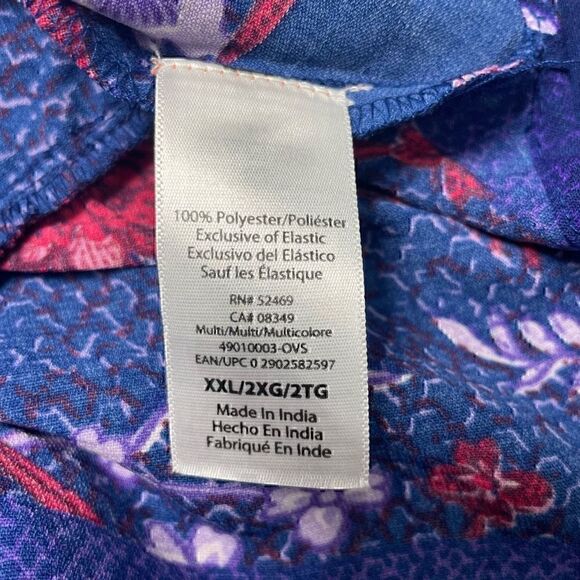 100% Polyester/Poliéster
Exclusive of Elastic
Exclusivo del Elástico
Sauf les Élastique
RN# 52469
CA# 08349
Multi/Multi/Multicolore
49010003-OVS
EAN/UPC 0 2902582597
XXL/2XG/2TG
Made In India
Hecho En India
Fabriqué En Inde